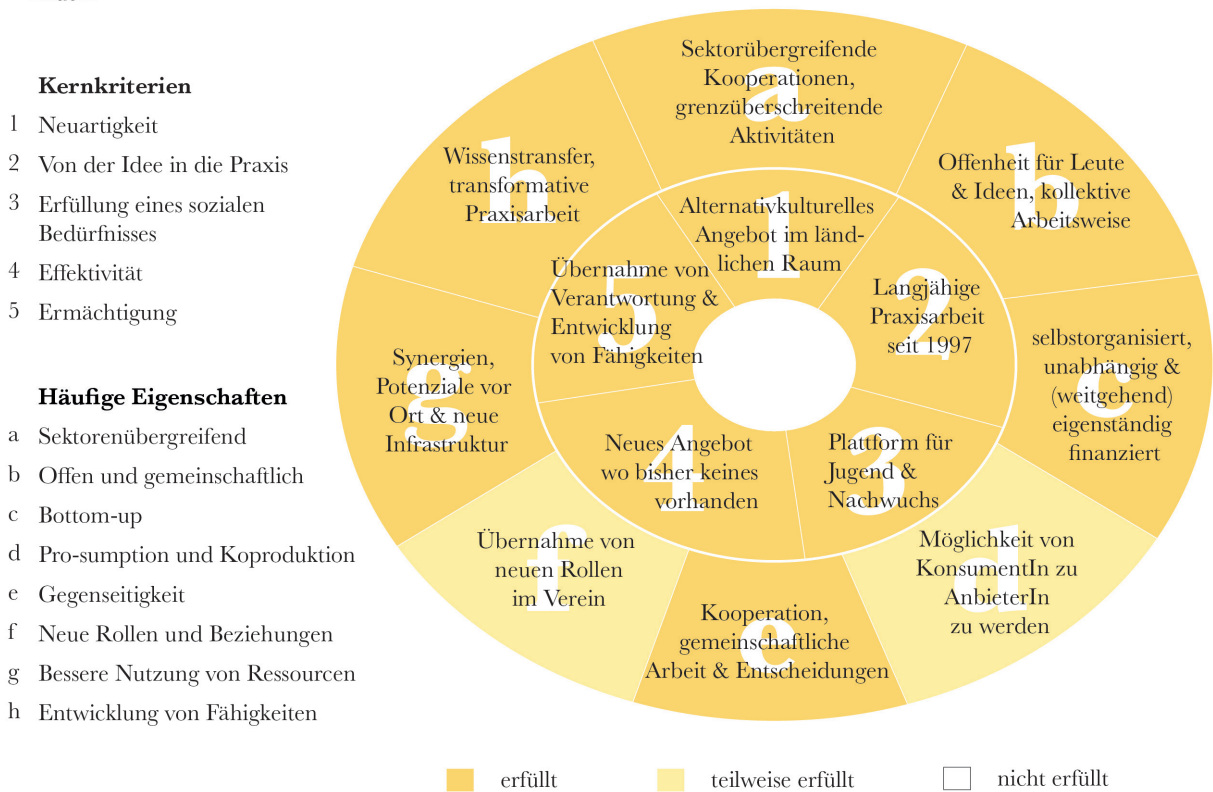 Kernkriterien
1 Neuartigkeit
2 Von der Idee in die Praxis
3 Erfüllung eines sozialen
Bedürfnisses
4 Effektivität
5 Ermächtigung
Häufige Eigenschaften
a Sektorenübergreifend
b Offen und gemeinschaftlich
c Bottom-up
d Pro-sumption und Koproduktion
e Gegenseitigkeit
f Neue Rollen und Beziehungen
g Bessere Nutzung von Ressourcen
h Entwicklung von Fähigkeiten
a
Sektorübergreifende
Kooperationen,
grenzüberschreitende
Aktivitäten
b
Offenheit für Leute
& Ideen, kollektive
Arbeitsweise
c
selbstorganisiert,
unabhängig &
(weitgehend)
eigenständig
finanziert
d
Möglichkeit von
KonsumentIn zu
AnbieterIn
zu werden
e
Kooperation,
gemeinschaftliche
Arbeit & Entscheidungen
f
Übernahme von
neuen Rollen
im Verein
g
Synergien,
Potenziale vor
Ort & neue
Infrastruktur
h
Wissenstransfer,
transformative
Praxisarbeit
1
Alternativkulturelles
Angebot im länd-
lichen Raum
2
Langjähige
Praxisarbeit
seit 1997
3
Plattform für
Jugend &
Nachwuchs
4
Neues Angebot
wo bisher keines
vorhanden
5
Übernahme von
Verantwortung &
Entwicklung
von Fähigkeiten
erfüllt
teilweise erfüllt
nicht erfüllt